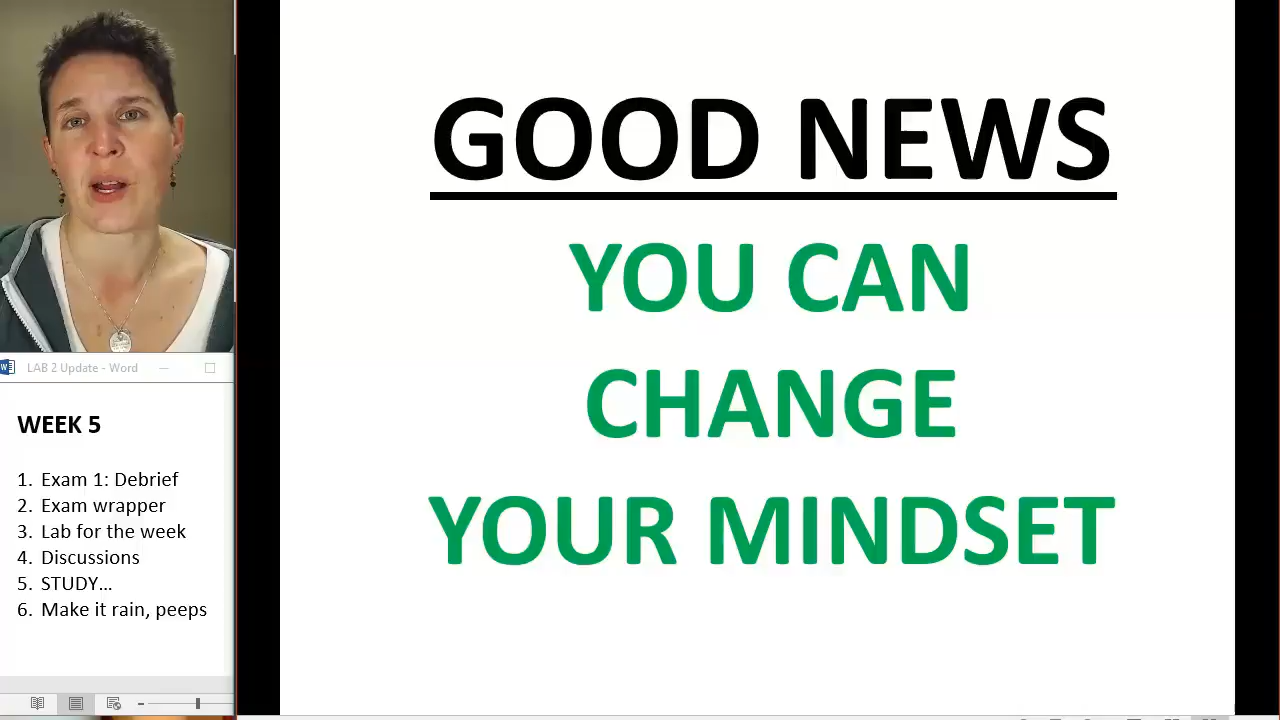 GOOD NEWS
YOU CAN
CHANGE
YOUR MINDSET
LAB 2 Update - Word
WEEK 5
1. Exam 1: Debrief
2. Exam wrapper
3. Lab for the week
4. Discussions
5. STUDY...
6. Make it rain, peeps